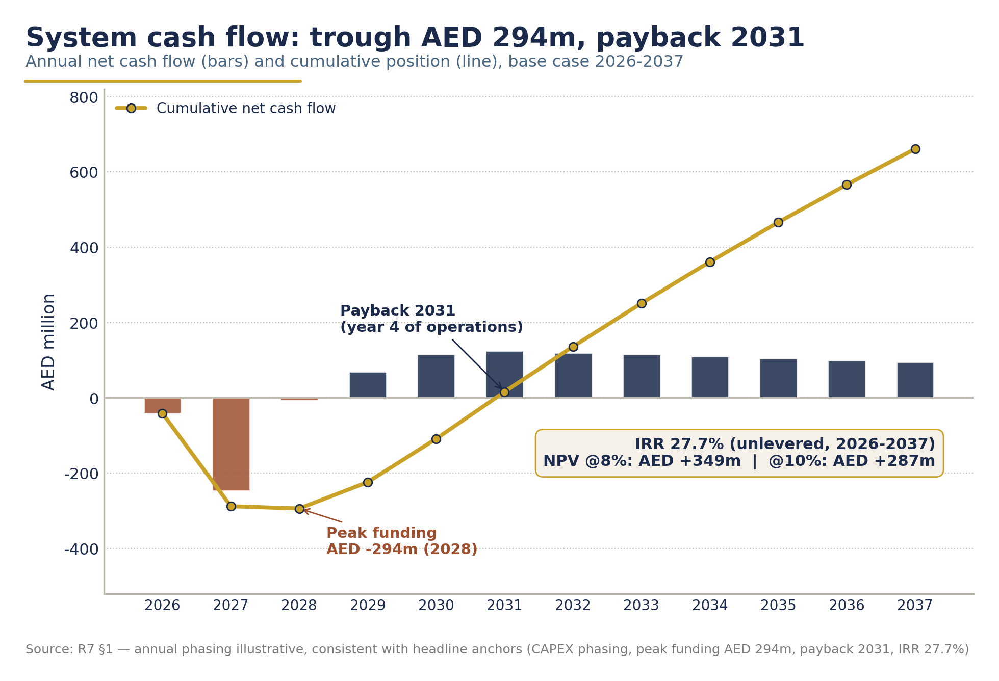 System cash flow: trough AED 294m, payback 2031
Annual net cash flow (bars) and cumulative position (line), base case 2026-2037
Cumulative net cash flow
AED million
800
600
400
200
0
-200
-400
Payback 2031
(year 4 of operations)
IRR 27.7% (unlevered, 2026-2037)
NPV @8%: AED +349m | @10%: AED +287m
Peak funding
AED -294m (2028)
2026 2027 2028 2029 2030 2031 2032 2033 2034 2035 2036 2037
Source: R7 §1 — annual phasing illustrative, consistent with headline anchors (CAPEX phasing, peak funding AED 294m, payback 2031, IRR 27.7%)